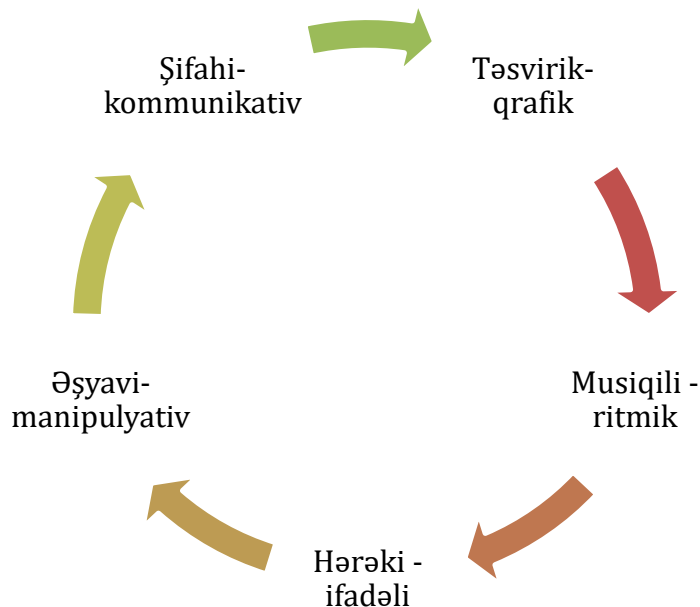 Şifahi-
kommunikativ
Təsvirik-
qrafik
Musiqili -
ritmik
Hərəki -
ifadəli
Əşyavi-
manipulyativ